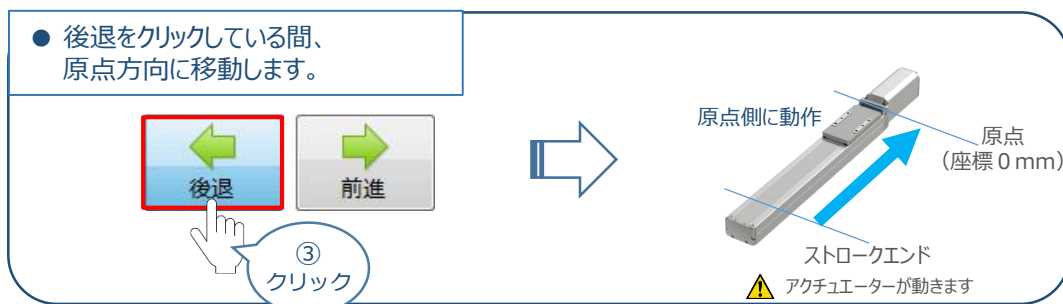 ● 後退をクリックしている間、
原点方向に移動します。
後退
前進
③
クリック
原点側に動作
原点
（座標０mm）
ストロークエンド
アクチュエーターが動きます